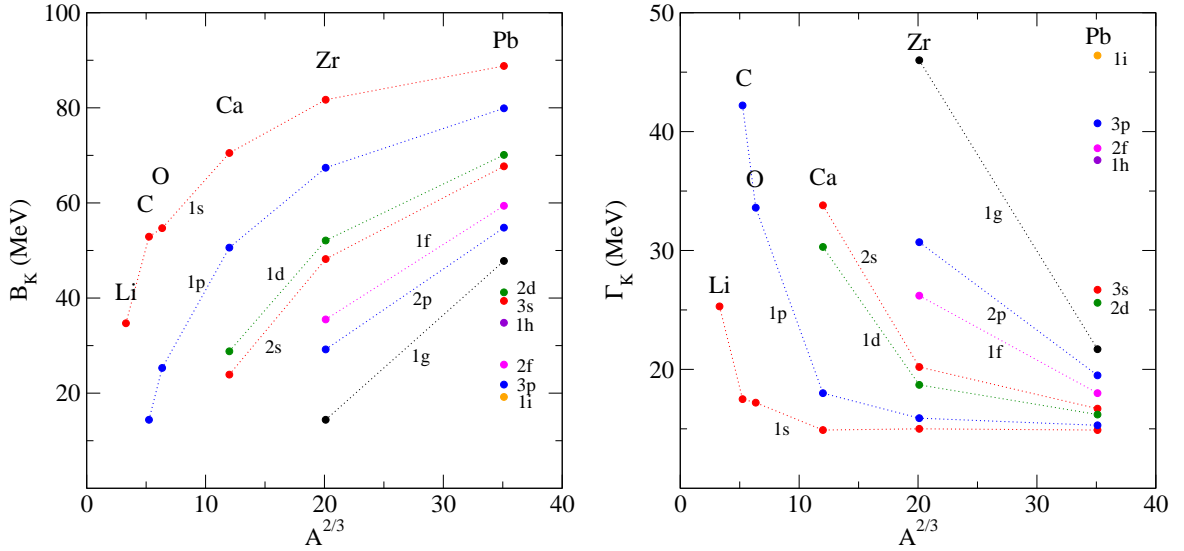 100
80
60
40
20
0
10
20
30
40
B_K (MeV)
A^{2/3}
Li
C
O
Ca
Zr
Pb
1s
1p
1d
2s
1f
2p
1g
2d
3s
1h
2f
3p
1i
50
40
30
20
0
10
20
30
40
Γ_K (MeV)
A^{2/3}
Li
C
O
Ca
Zr
Pb
1s
1p
2s
1d
1g
2p
1f
1i
3p
2f
1h
3s
2d